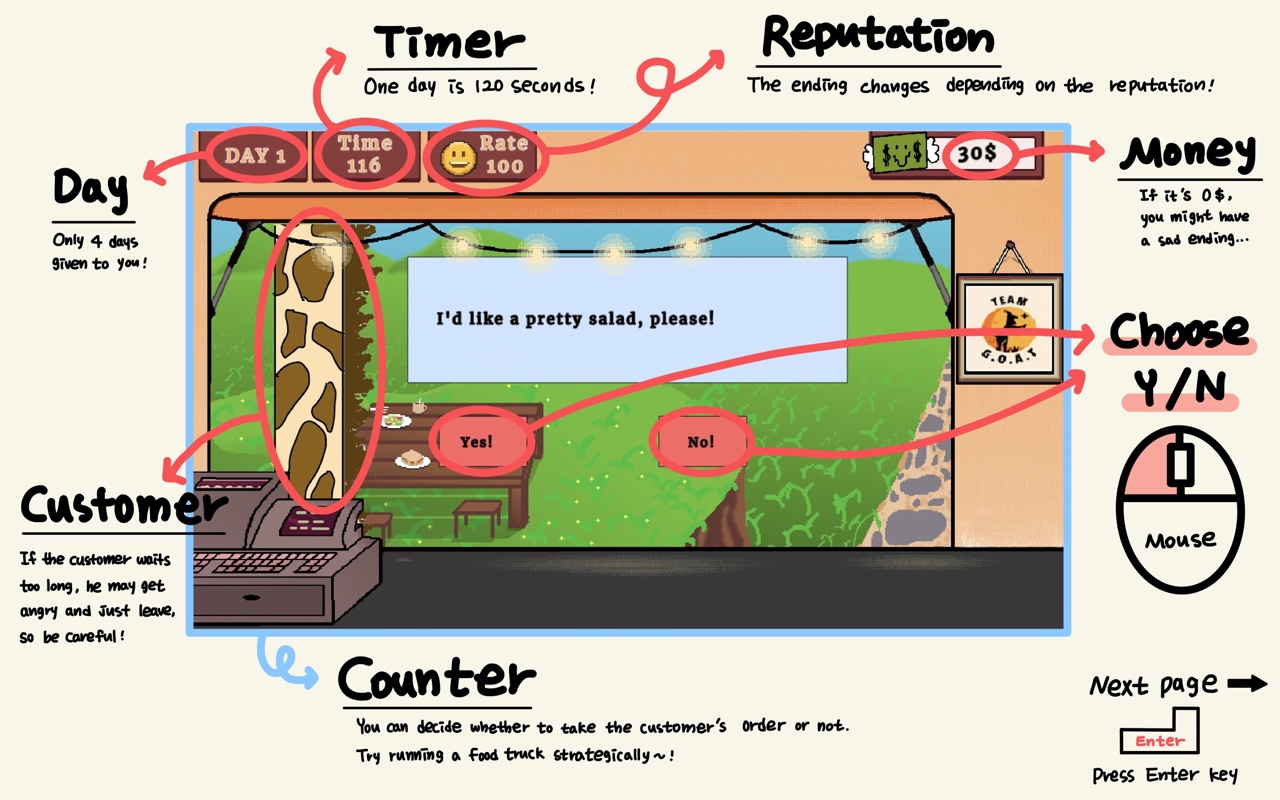 Timer
One day is 120 seconds!
Reputation
The ending changes depending on the reputation!
Day
Only 4 days
given to you!
DAY 1
Time
116
Rate
100
30$
Money
If it's 0$,
you might have
a sad ending...
I'd like a pretty salad, please!
TEAM
G.O.A.T
Yes!
No!
Choose
Y/N
Mouse
Customer
If the customer waits
too long, he may get
angry and just leave,
so be careful!
Counter
You can decide whether to take the customer's order or not.
Try running a food truck strategically~!
Next page
Enter
Press Enter key